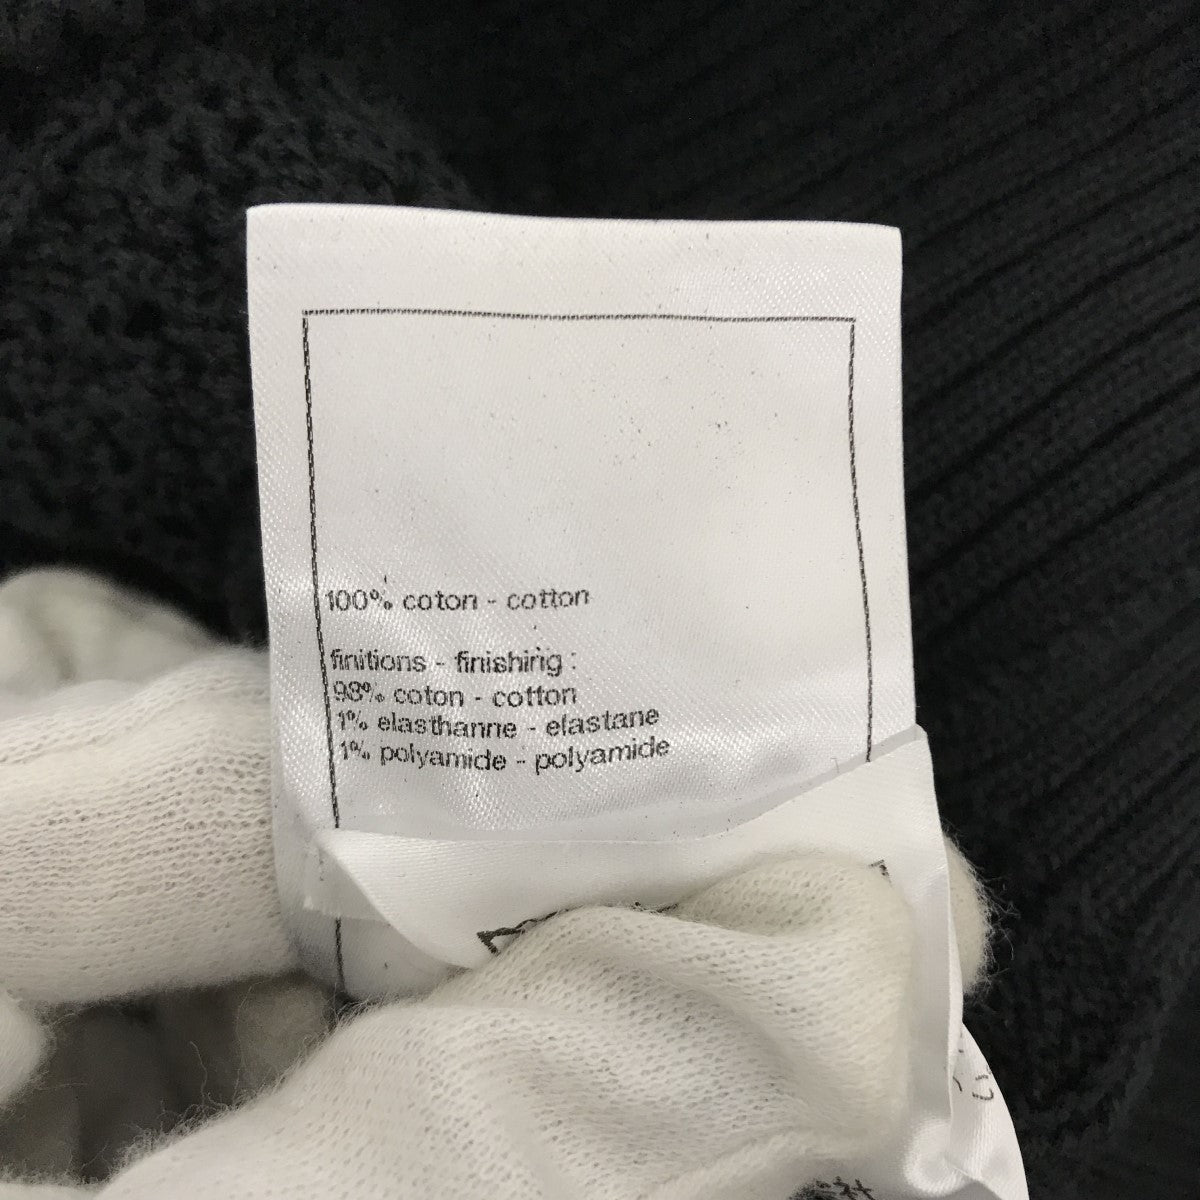 100% coton - cotton
finitions - finishing :
98% coton - cotton
1% elasthanne - elastane
1% polyamide - polyamide